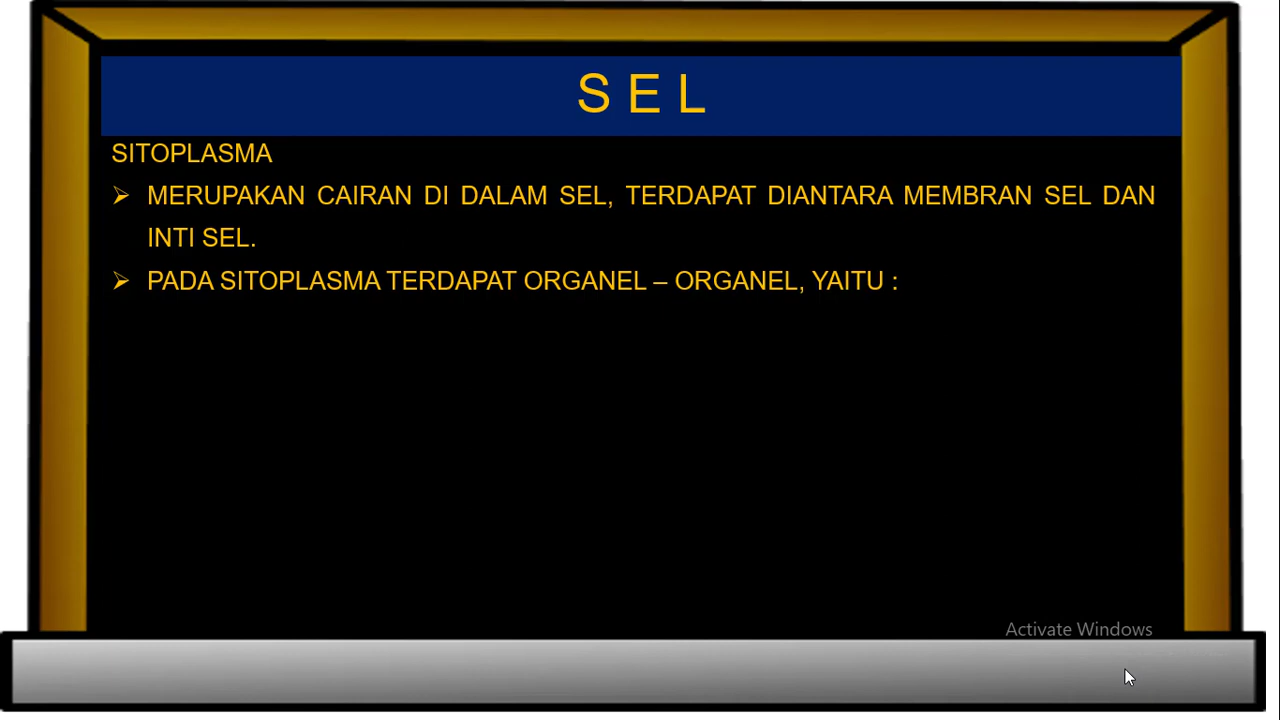 S E L
SITOPLASMA
➢ MERUPAKAN CAIRAN DI DALAM SEL, TERDAPAT DIANTARA MEMBRAN SEL DAN
INTI SEL.
➢ PADA SITOPLASMA TERDAPAT ORGANEL – ORGANEL, YAITU :
Activate Windows